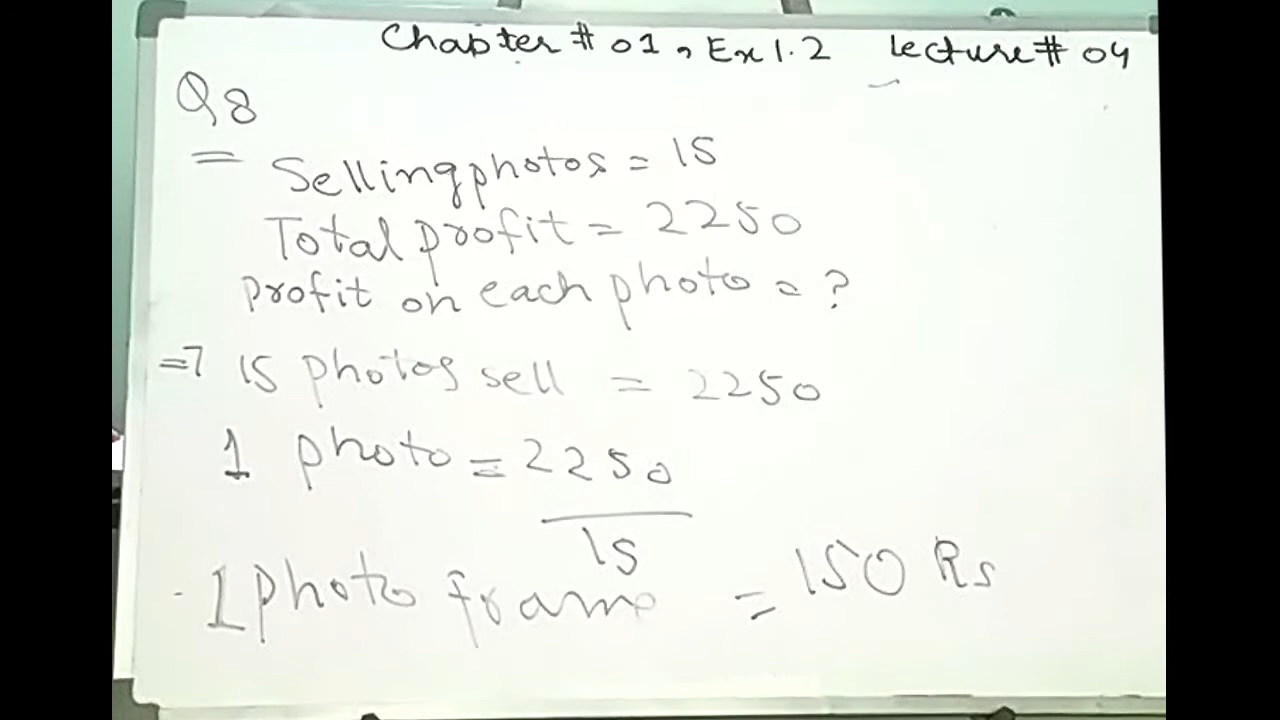 Chapter # 01, Ex 1.2 Lecture # 04
Q8
Selling photos = 15
Total profit = 2250
profit on each photo = ?
=> 15 photos sell = 2250
1 photo = 2250
15
1 photo frame = 150 Rs